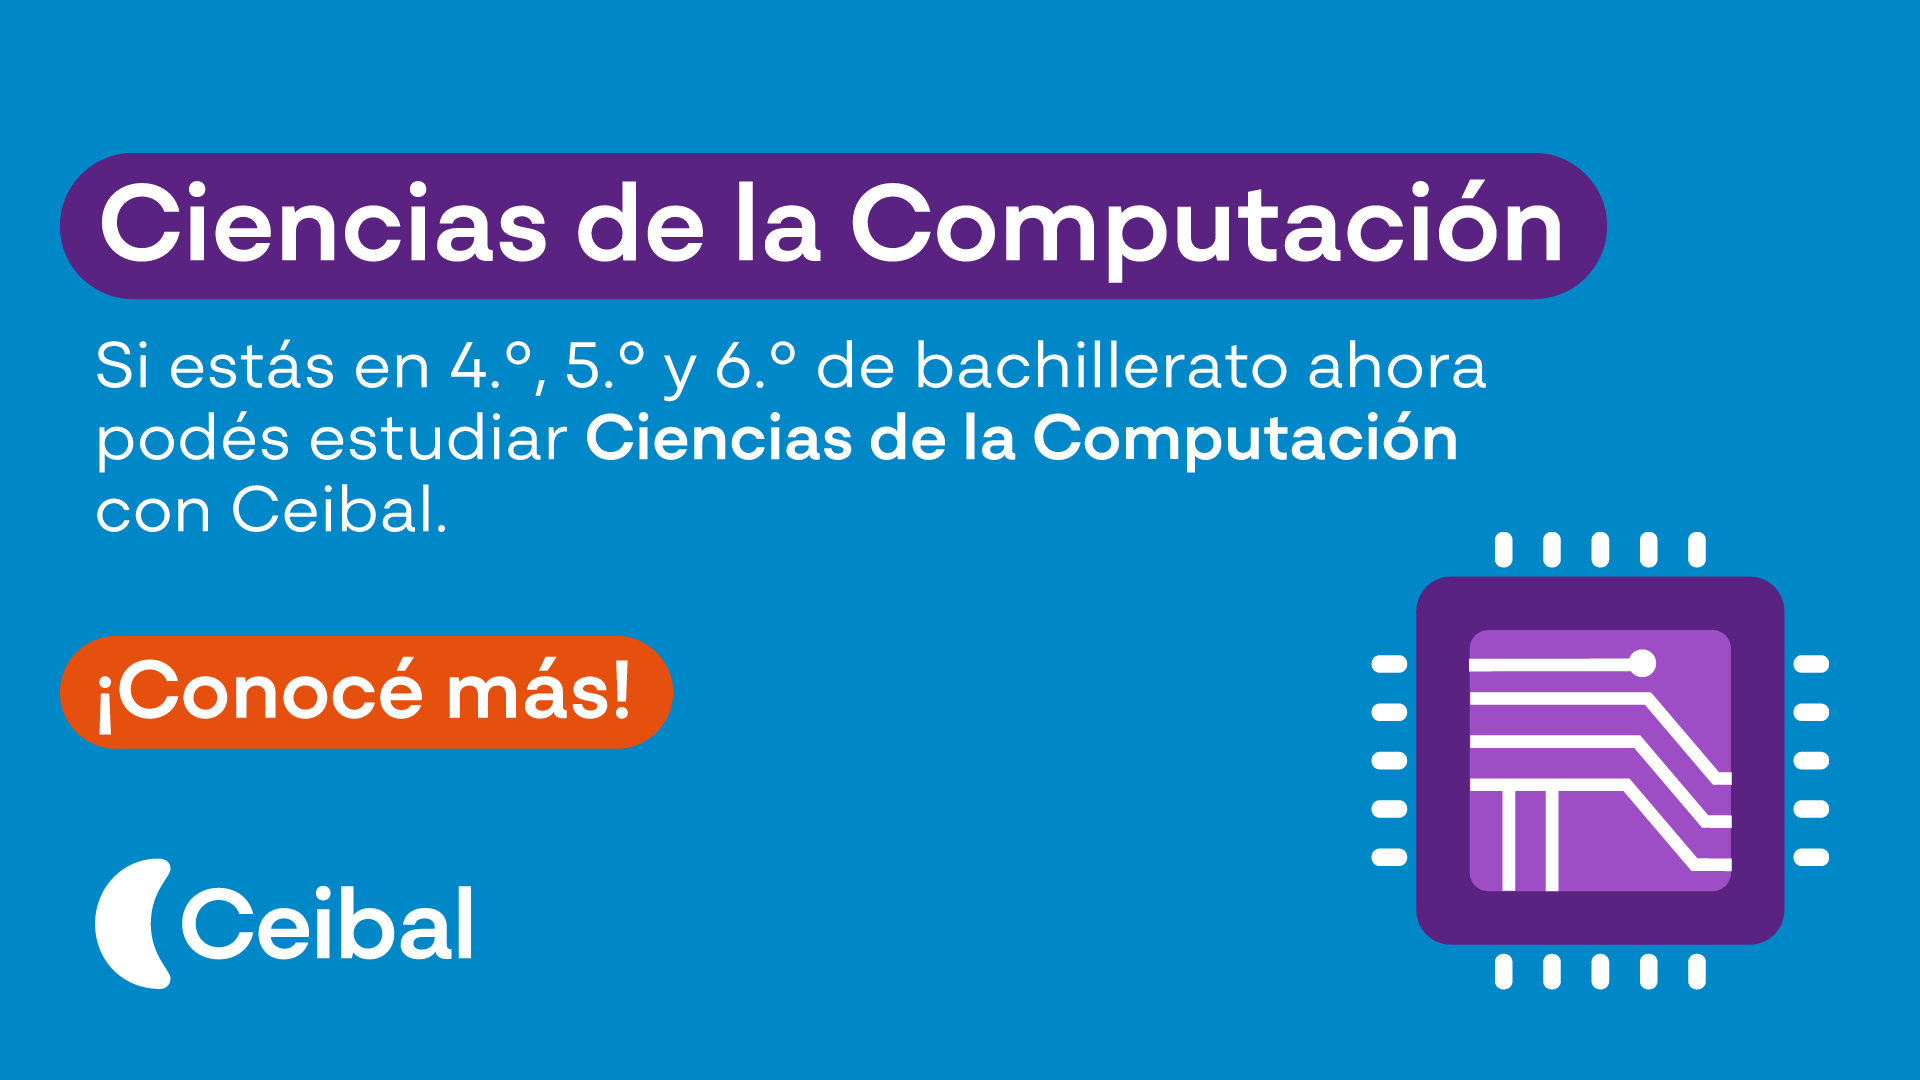 Ciencias de la Computación
Si estás en 4.º, 5.º y 6.º de bachillerato ahora
podés estudiar Ciencias de la Computación
con Ceibal.
¡Conocé más!
Ceibal